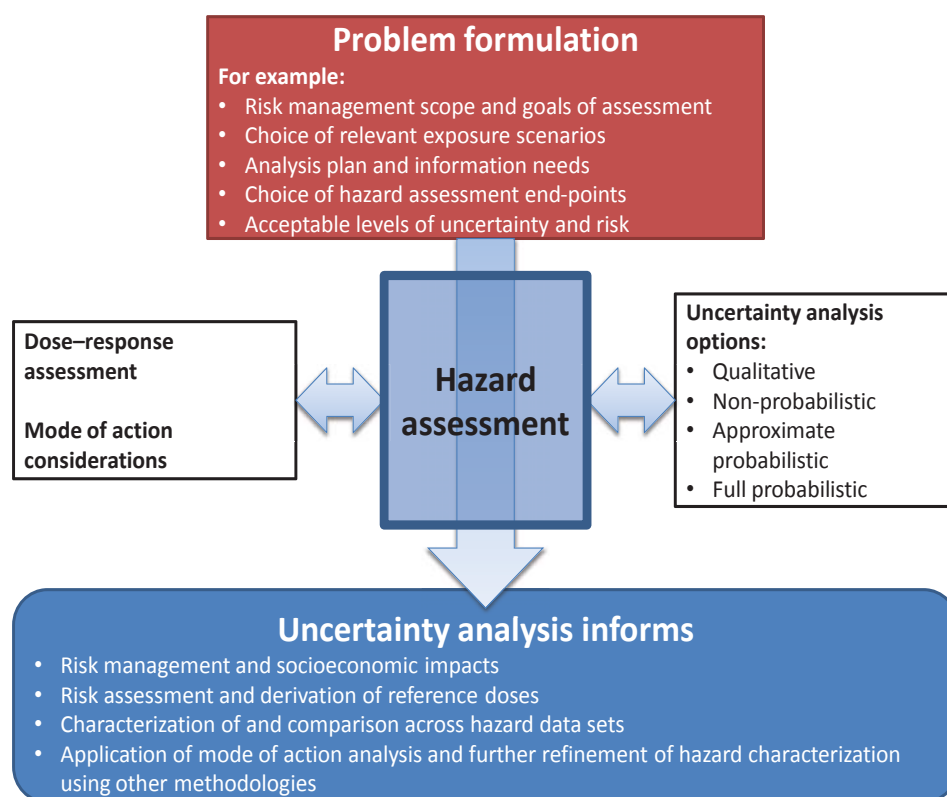 Problem formulation
For example:
• Risk management scope and goals of assessment
• Choice of relevant exposure scenarios
• Analysis plan and information needs
• Choice of hazard assessment end-points
• Acceptable levels of uncertainty and risk
Dose–response
assessment
Mode of action
considerations
Hazard
assessment
Uncertainty analysis
options:
• Qualitative
• Non-probabilistic
• Approximate
probabilistic
• Full probabilistic
Uncertainty analysis informs
• Risk management and socioeconomic impacts
• Risk assessment and derivation of reference doses
• Characterization of and comparison across hazard data sets
• Application of mode of action analysis and further refinement of hazard characterization
using other methodologies